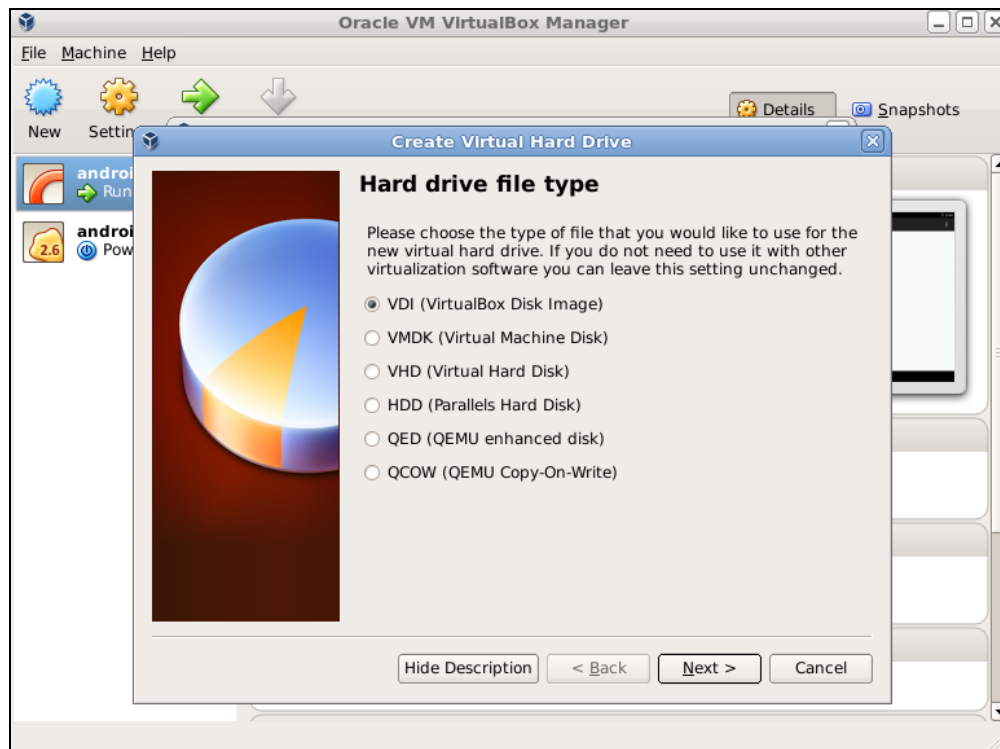 Oracle VM VirtualBox Manager
File Machine Help
New
Details
Snapshots
Create Virtual Hard Drive
2.6
Hard drive file type
Please choose the type of file that you would like to use for the
new virtual hard drive. If you do not need to use it with other
virtualization software you can leave this setting unchanged.
VDI (VirtualBox Disk Image)
VMDK (Virtual Machine Disk)
VHD (Virtual Hard Disk)
HDD (Parallels Hard Disk)
QED (QEMU enhanced disk)
QCOW (QEMU Copy-On-Write)
Hide Description
< Back
Next >
Cancel